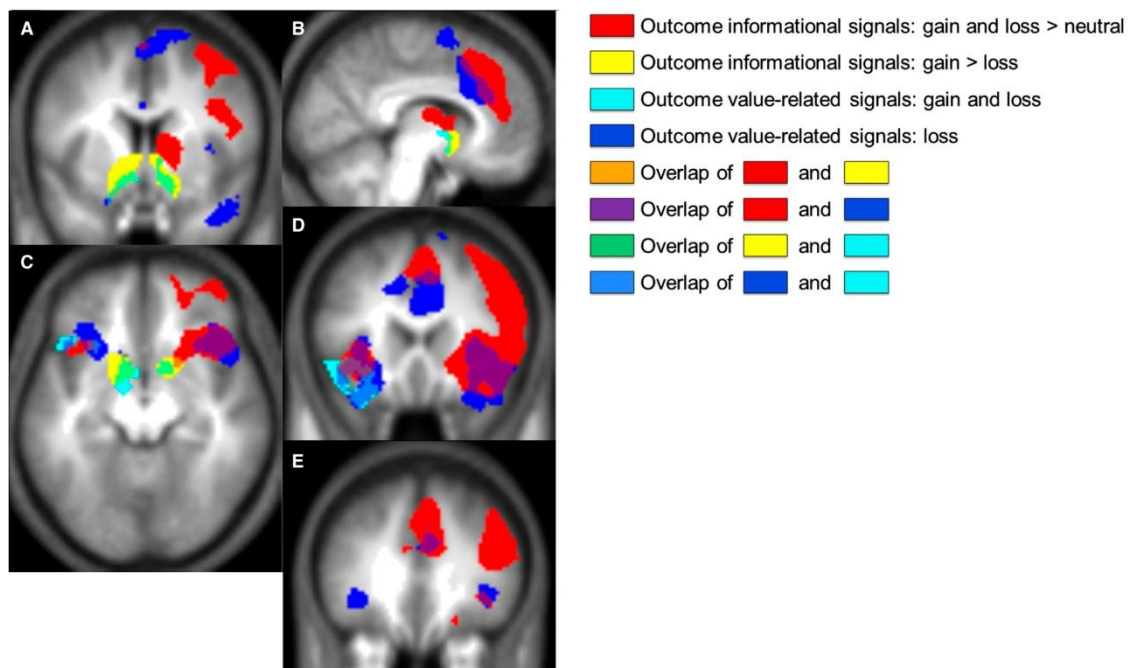 A
B
C
D
E
Outcome informational signals: gain and loss > neutral
Outcome informational signals: gain > loss
Outcome value-related signals: gain and loss
Outcome value-related signals: loss
Overlap of and
Overlap of and
Overlap of and
Overlap of and